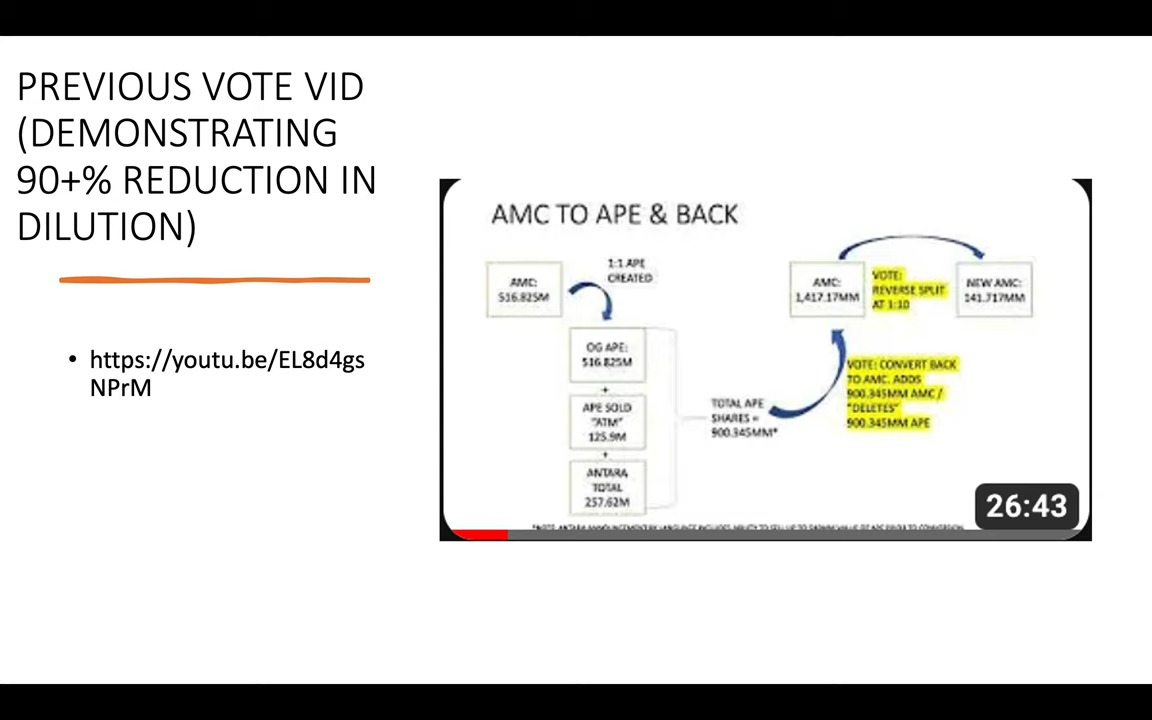 PREVIOUS VOTE VID
(DEMONSTRATING
90+% REDUCTION IN
DILUTION)
• https://youtu.be/EL8d4gs
NPrM
AMC TO APE & BACK
AMC:
516.825M
1:1 APE
CREATED
OG APE:
516.825M
+
APE SOLD
"ATM"
125.9M
+
ANTARA
TOTAL
257.62M
TOTAL APE
SHARES =
900.345MM*
AMC:
1,417.17MM
VOTE:
REVERSE SPLIT
AT 1:10
NEW AMC:
141.717MM
VOTE: CONVERT BACK
TO AMC. ADDS
900.345MM AMC /
"DELETES"
900.345MM APE
26:43